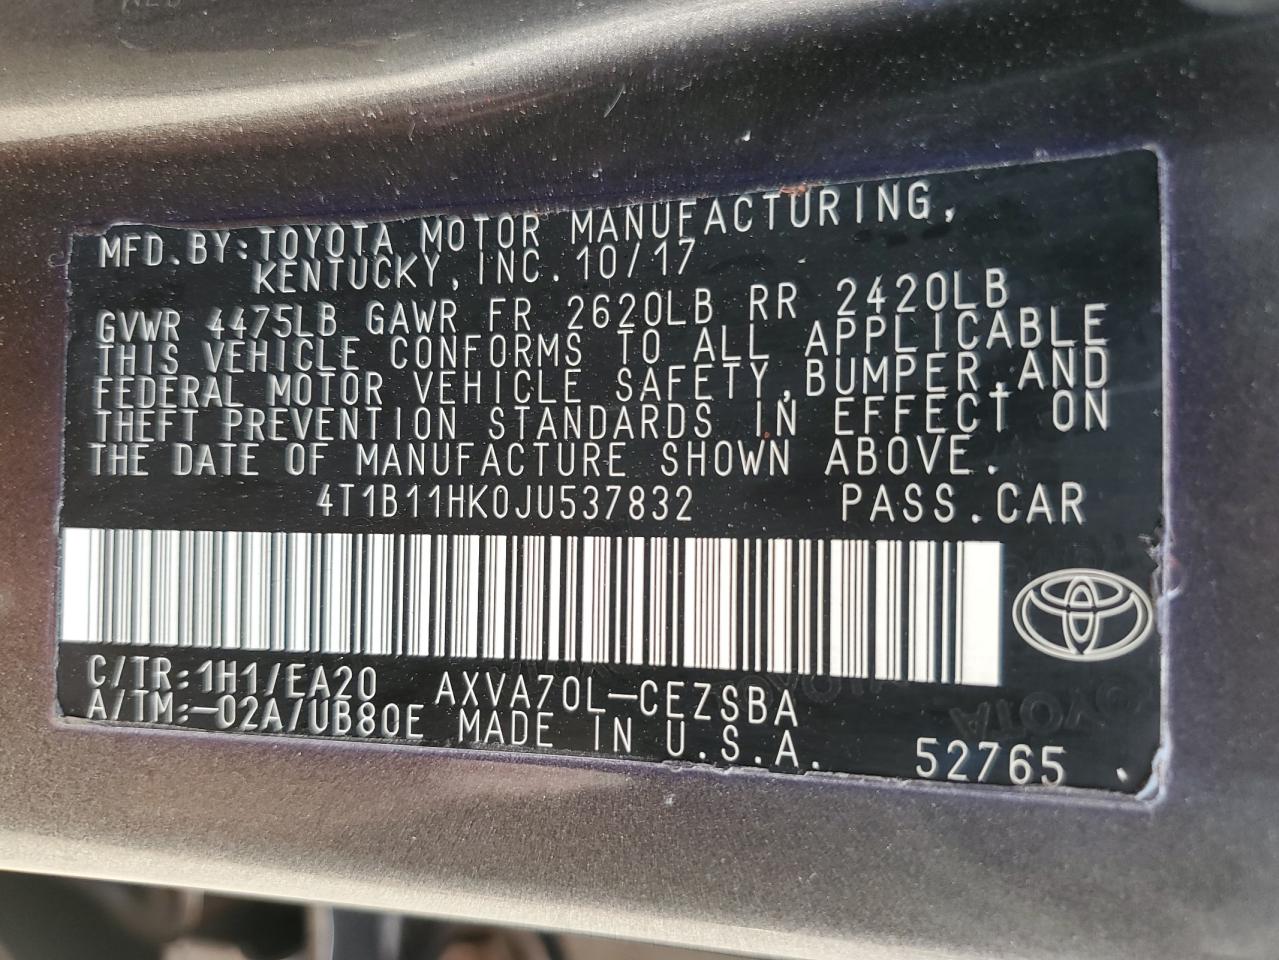 MFD.BY:TOYOTA MOTOR MANUFACTURING,
KENTUCKY,INC.10/17
GVWR 4475LB GAWR FR 2620LB RR 2420LB
THIS VEHICLE CONFORMS TO ALL APPLICABLE
FEDERAL MOTOR VEHICLE SAFETY,BUMPER,AND
THEFT PREVENTION STANDARDS IN EFFECT ON
THE DATE OF MANUFACTURE SHOWN ABOVE.
4T1B11HK0JU537832 PASS.CAR
C/TR:1H1/EA20 AXVA70L-CEZSBA
A/TM:-02A/UB80E MADE IN U.S.A. 52765